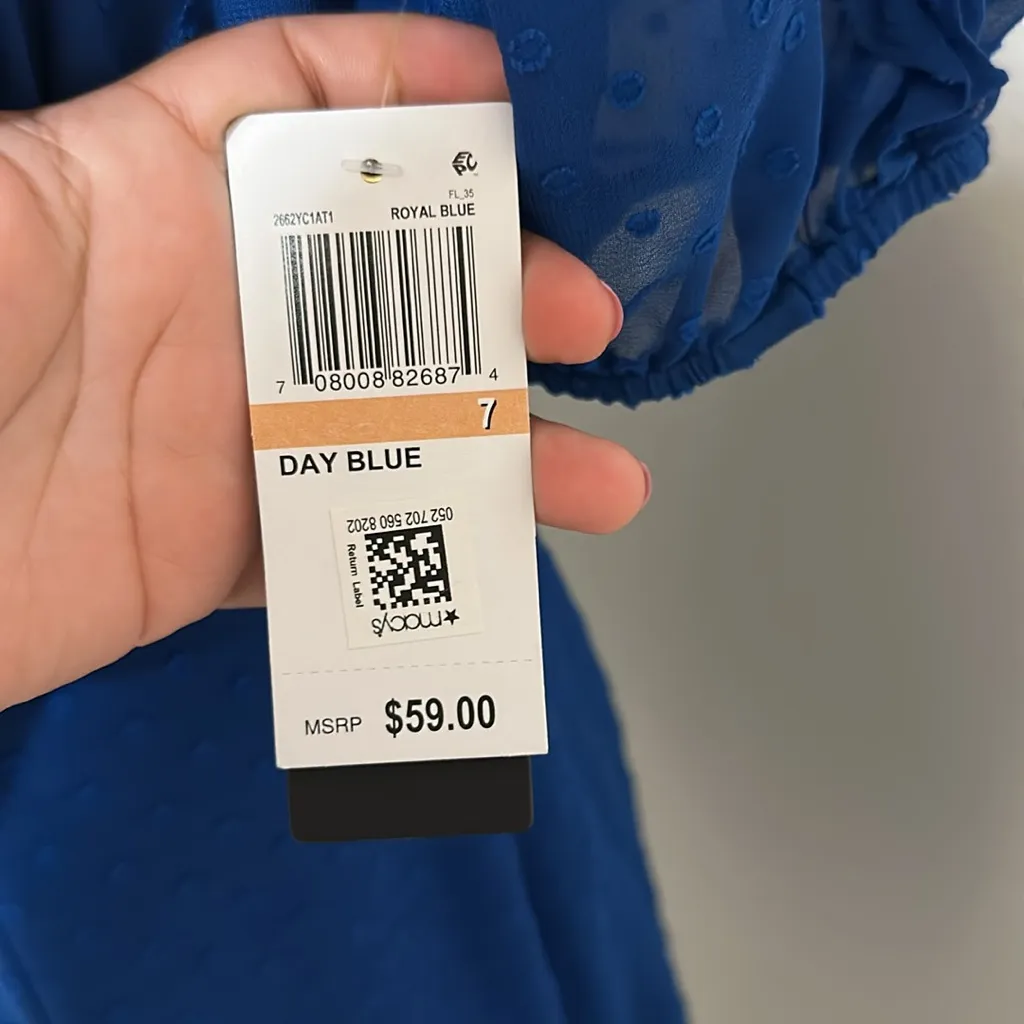 FL_35
2662YC1AT1 ROYAL BLUE
7 08008 82687 4
7
DAY BLUE
052 702 560 8202
Return Label
macy's
MSRP $59.00